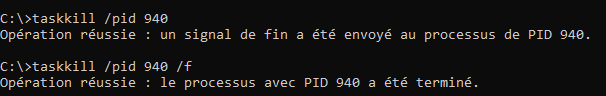 C:\>taskkill /pid 940
Opération réussie : un signal de fin a été envoyé au processus de PID 940.
C:\>taskkill /pid 940 /f
Opération réussie : le processus avec PID 940 a été terminé.